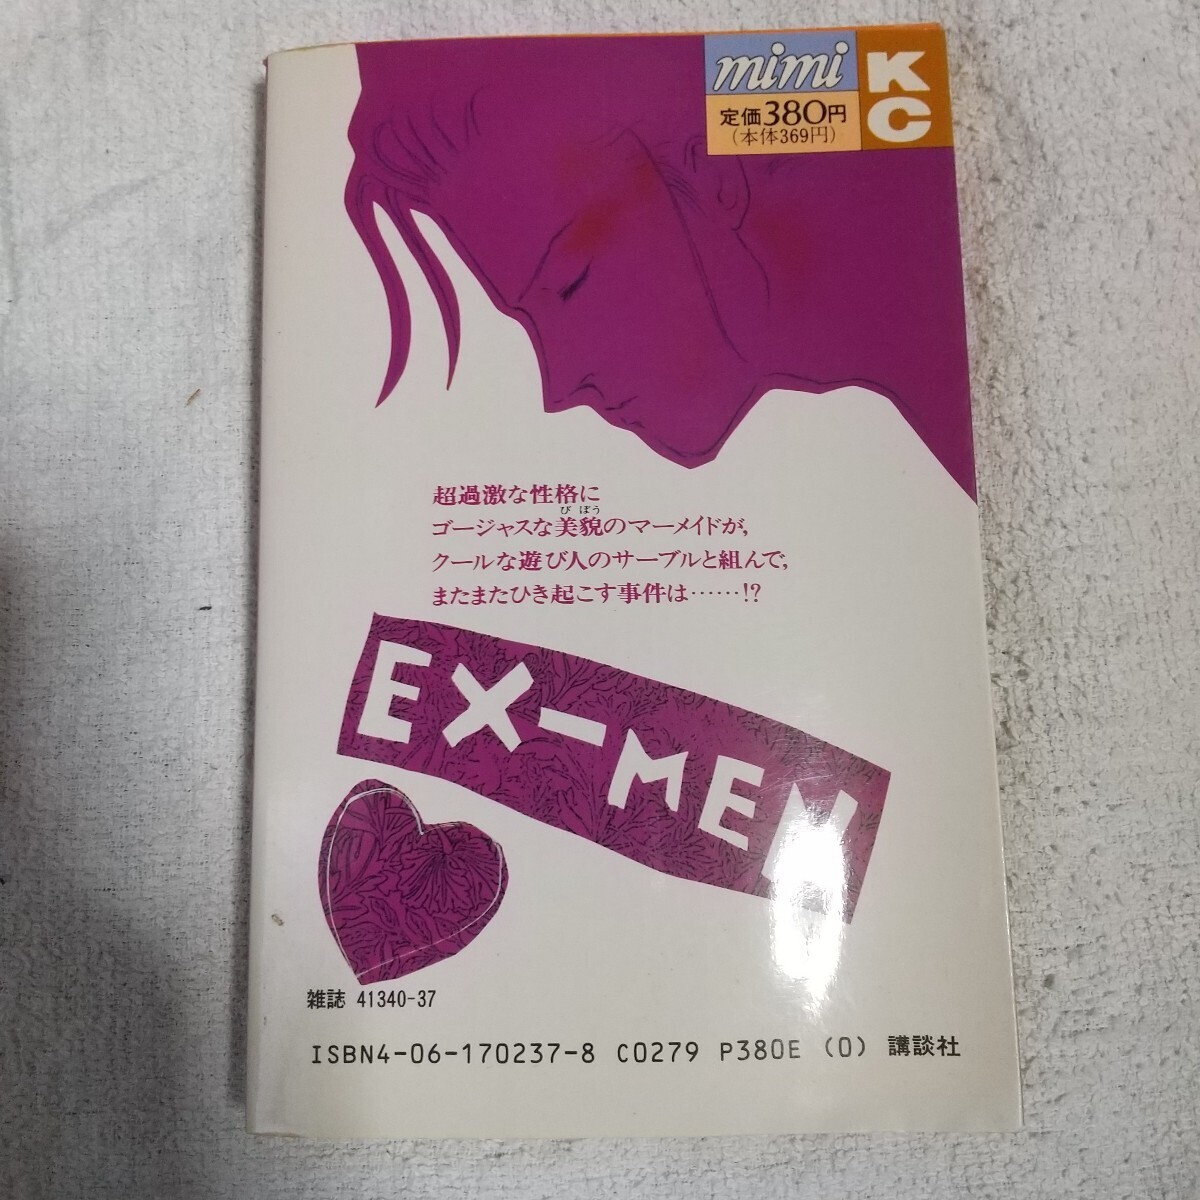 mimi
KC
定価380円
(本体369円)
超過激な性格に
びぼう
ゴージャスな美貌のマーメイドが,
クールな遊び人のサーブルと組んで,
またまたひき起こす事件は……!?
EX-MEN
雑誌 41340-37
ISBN4-06-170237-8 C0279 P380E (0) 講談社